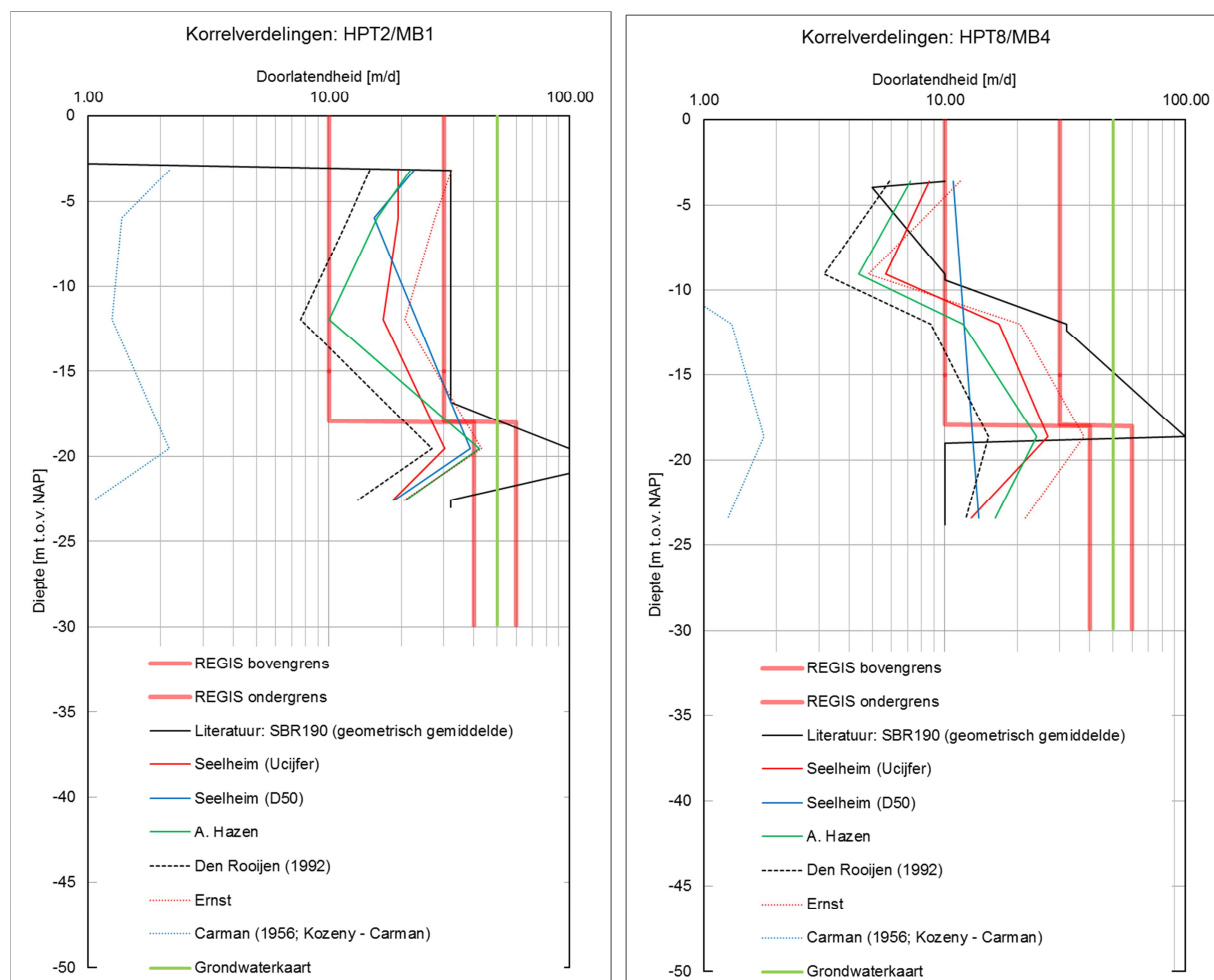 Korrelverdelingen: HPT2/MB1
Doorlatendheid [m/d]
1.00 10.00 100.00
0
-5
-10
-15
-20
-25
-30
-35
-40
-45
-50
Diepte [m t.o.v. NAP]
REGIS bovengrens
REGIS ondergrens
Literatuur: SBR190 (geometrisch gemiddelde)
Seelheim (Ucijfer)
Seelheim (D50)
A. Hazen
Den Rooijen (1992)
Ernst
Carman (1956; Kozeny - Carman)
Grondwaterkaart
Korrelverdelingen: HPT8/MB4
Doorlatendheid [m/d]
1.00 10.00 100.00
0
-5
-10
-15
-20
-25
-30
-35
-40
-45
-50
Diepte [m t.o.v. NAP]
REGIS bovengrens
REGIS ondergrens
Literatuur: SBR190 (geometrisch gemiddelde)
Seelheim (Ucijfer)
Seelheim (D50)
A. Hazen
Den Rooijen (1992)
Ernst
Carman (1956; Kozeny - Carman)
Grondwaterkaart